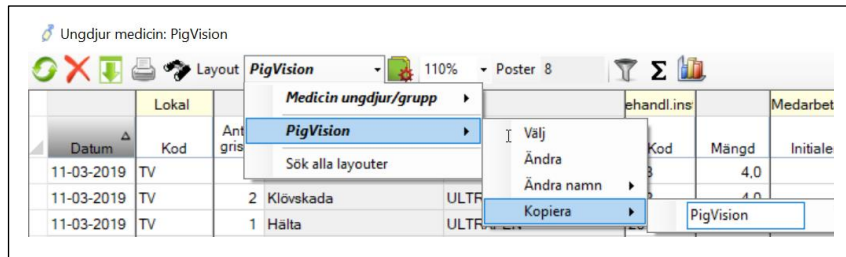 Ungdjur medicin: PigVision
Layout PigVision 110% Poster 8
Medicin ungdjur/grupp
PigVision
Sök alla layouter
Välj
Ändra
Ändra namn
Kopiera
PigVision
Lokal ehandl.ins Medarbet
Datum Kod Ant gris Kod Mängd Initiale
11-03-2019 TV 4,0
11-03-2019 TV 2 Klövskada ULTR
11-03-2019 TV 1 Hälta